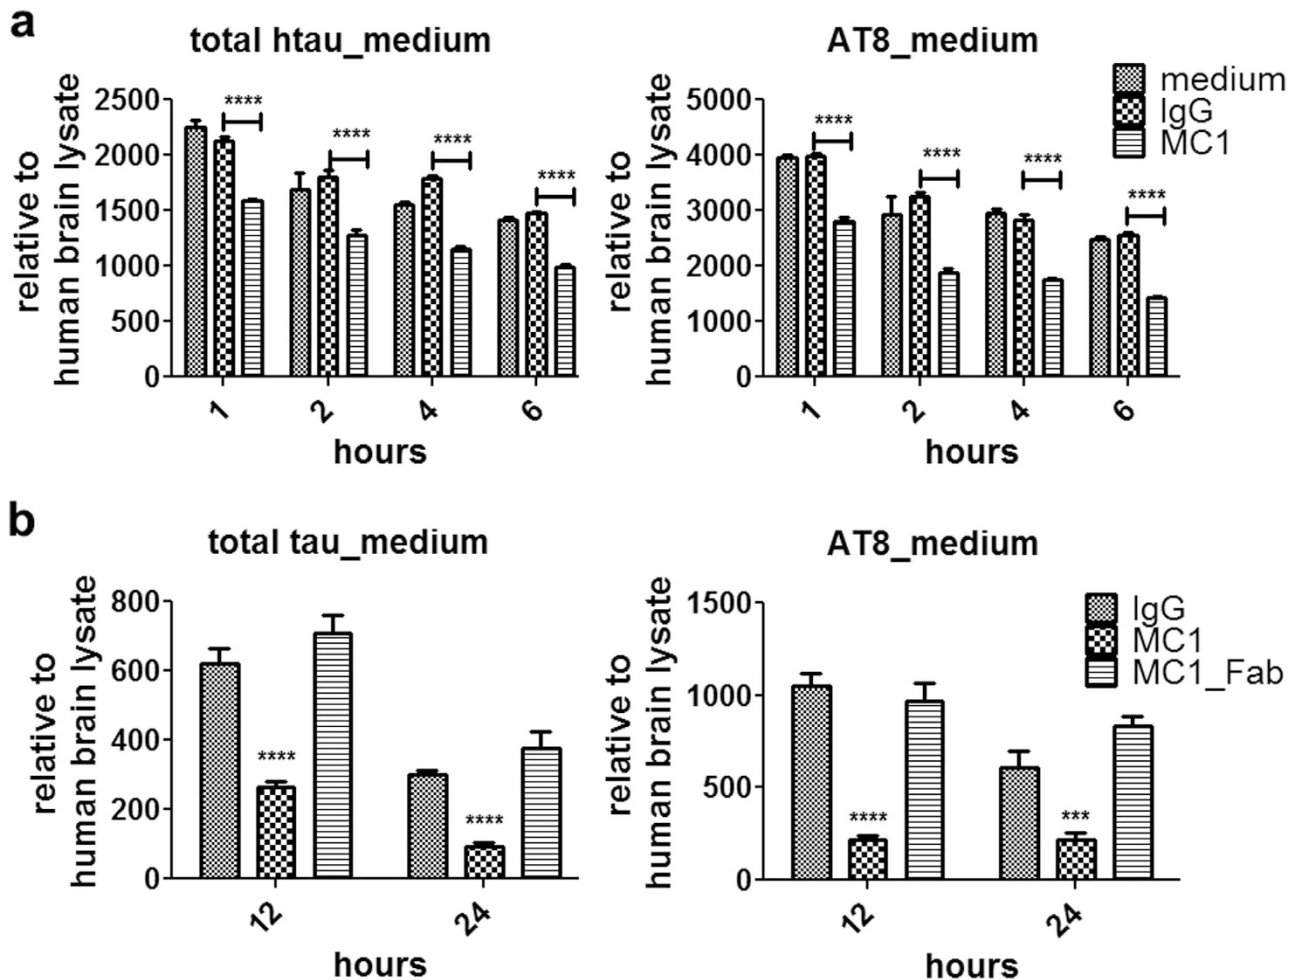 a
total htau_medium
relative to
human brain lysate
2500
2000
1500
1000
500
0
****
****
****
****
1
2
4
6
hours
AT8_medium
relative to
human brain lysate
5000
4000
3000
2000
1000
0
****
****
****
****
1
2
4
6
hours
medium
IgG
MC1
b
total tau_medium
relative to
human brain lysate
800
600
400
200
0
****
****
12
24
hours
AT8_medium
relative to
human brain lysate
1500
1000
500
0
****
***
12
24
hours
IgG
MC1
MC1_Fab